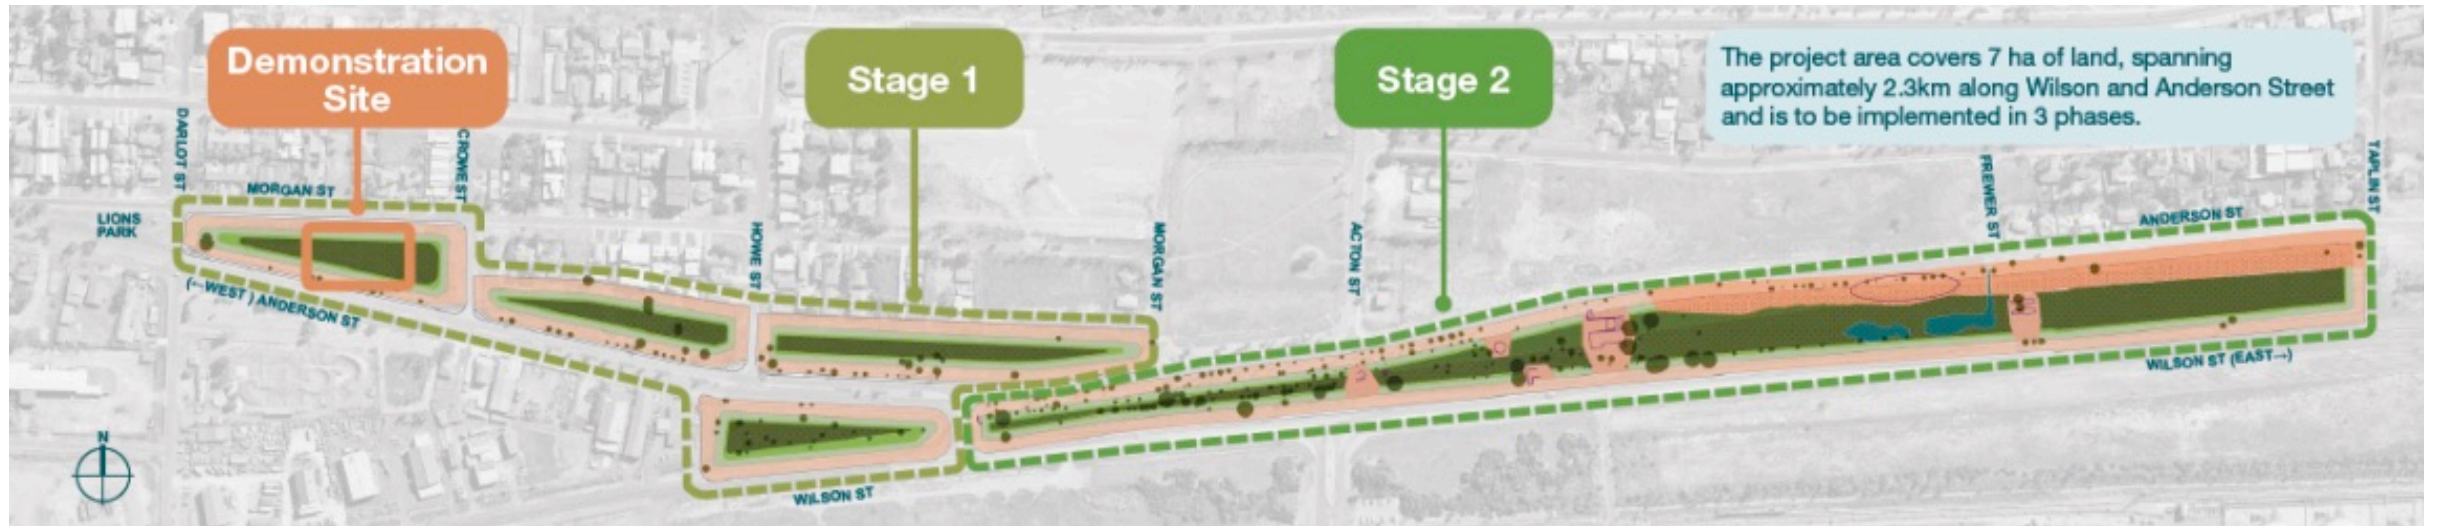 Demonstration
Site
Stage 1
Stage 2
The project area covers 7 ha of land, spanning
approximately 2.3km along Wilson and Anderson Street
and is to be implemented in 3 phases.
DARLOT ST
CROWE ST
MORGAN ST
LIONS
PARK
(←WEST ) ANDERSON ST
HOWE ST
MORGAN ST
ACTON ST
FREWER ST
TAPLIN ST
ANDERSON ST
WILSON ST (EAST→)
WILSON ST
N